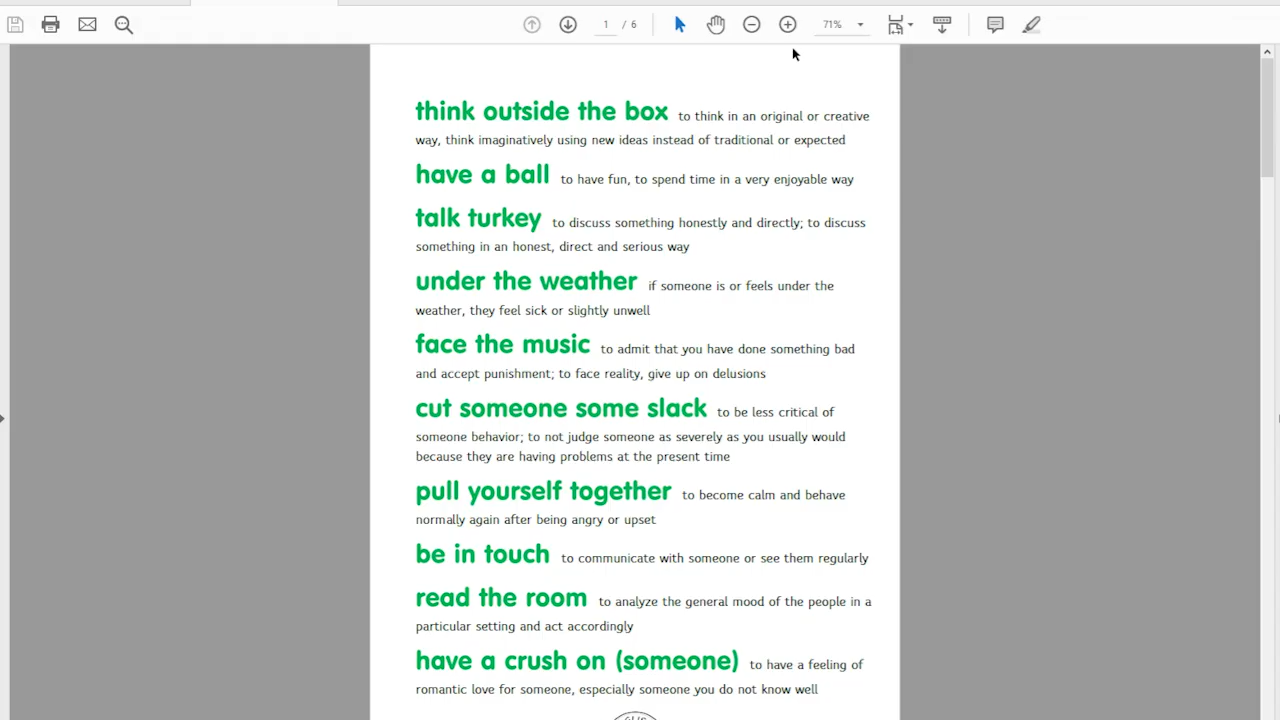 1 / 6
71%
think outside the box to think in an original or creative
way, think imaginatively using new ideas instead of traditional or expected
have a ball to have fun, to spend time in a very enjoyable way
talk turkey to discuss something honestly and directly; to discuss
something in an honest, direct and serious way
under the weather if someone is or feels under the
weather, they feel sick or slightly unwell
face the music to admit that you have done something bad
and accept punishment; to face reality, give up on delusions
cut someone some slack to be less critical of
someone behavior; to not judge someone as severely as you usually would
because they are having problems at the present time
pull yourself together to become calm and behave
normally again after being angry or upset
be in touch to communicate with someone or see them regularly
read the room to analyze the general mood of the people in a
particular setting and act accordingly
have a crush on (someone) to have a feeling of
romantic love for someone, especially someone you do not know well